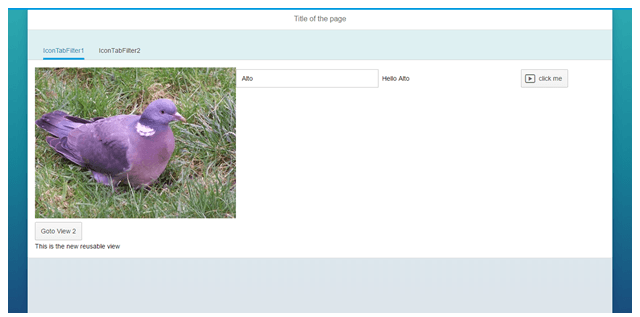 Title of the page
IconTabFilter1 IconTabFilter2
Alto Hello Alto click me
Goto View 2
This is the new reusable view